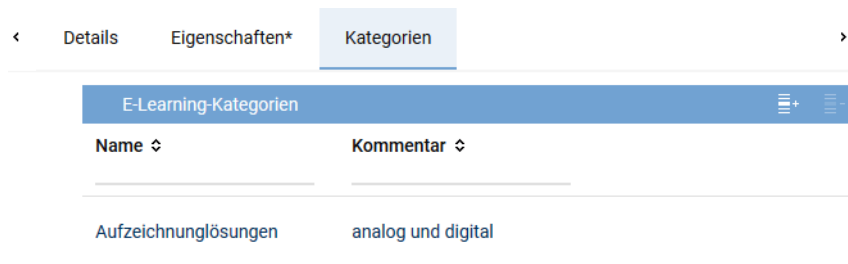 Details Eigenschaften* Kategorien
E-Learning-Kategorien
Name Kommentar
Aufzeichnunglösungen analog und digital